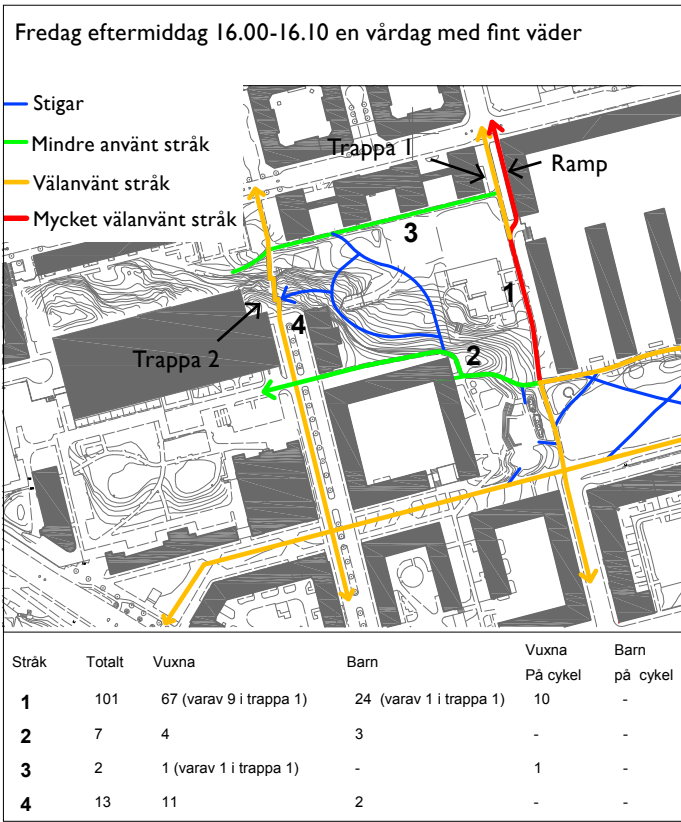 Fredag eftermiddag 16.00-16.10 en vårdag med fint väder
Stigar
Mindre använt stråk
Välanvänt stråk
Mycket välanvänt stråk
Trappa 1
Ramp
3
1
4
2
Trappa 2
Stråk Totalt Vuxna Barn Vuxna På cykel Barn på cykel
1 101 67 (varav 9 i trappa 1) 24 (varav 1 i trappa 1) 10 -
2 7 4 3 - -
3 2 1 (varav 1 i trappa 1) - 1 -
4 13 11 2 - -